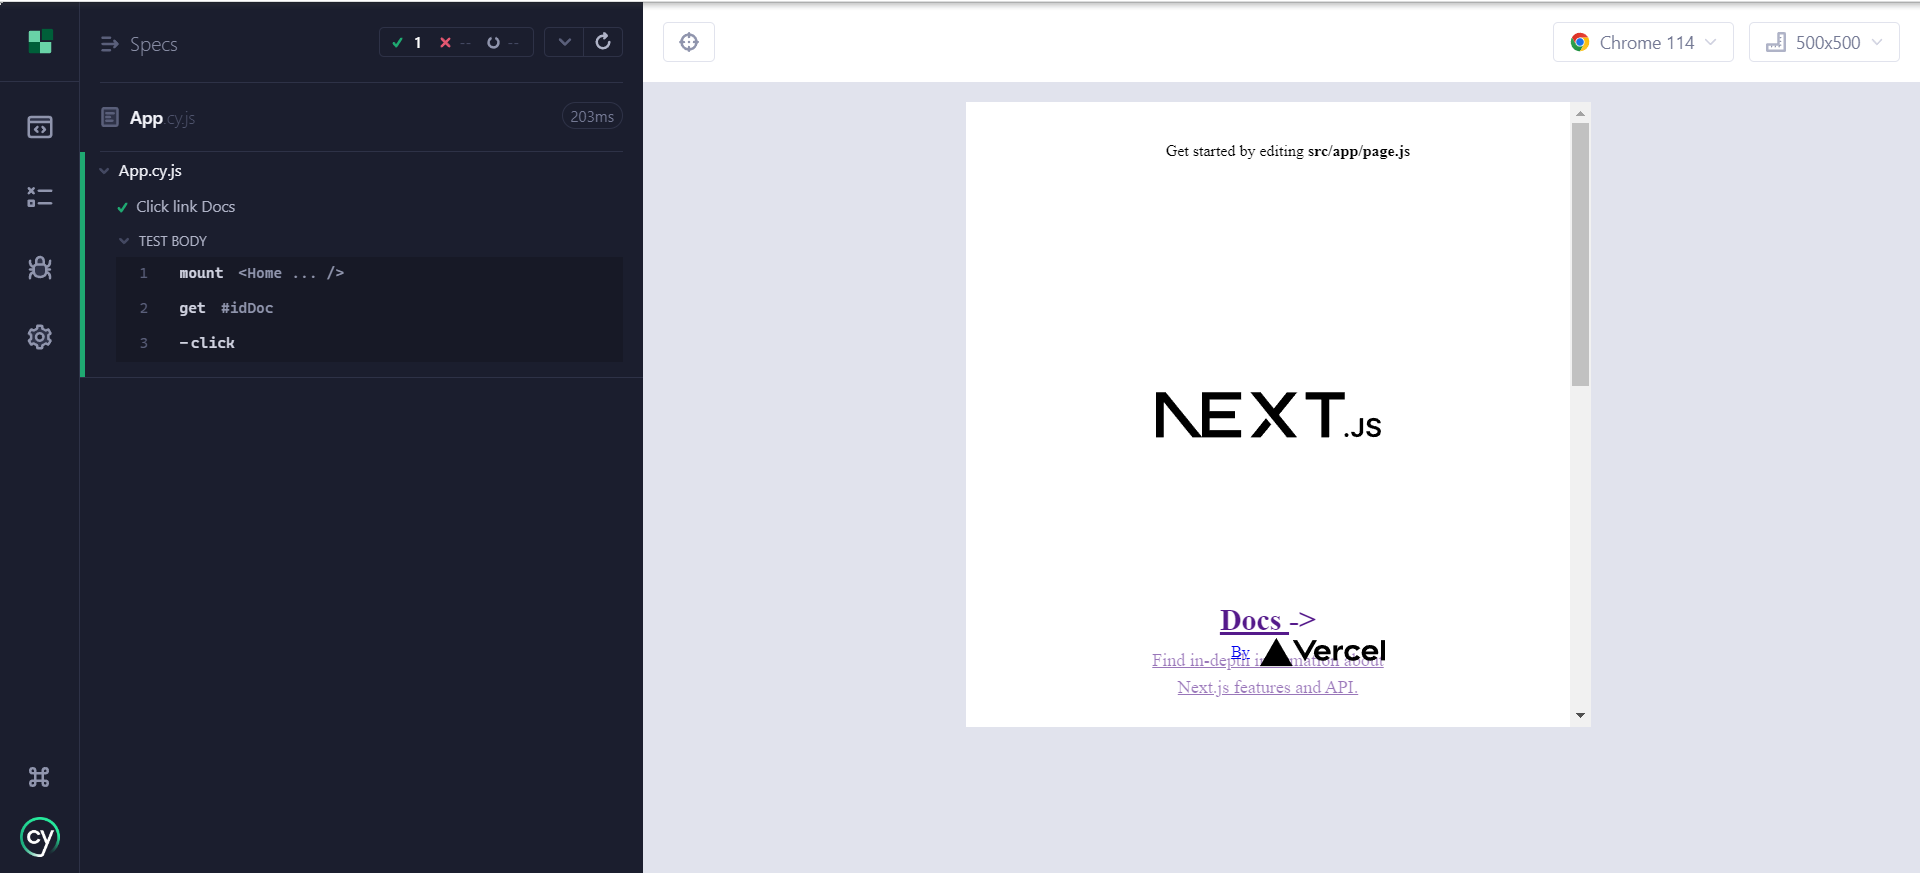 Specs
1 -- --
App.cy.js
203ms
App.cy.js
Click link Docs
TEST BODY
1 mount <Home ... />
2 get #idDoc
3 -click
cy
Chrome 114
500x500
Get started by editing src/app/page.js
NEXT.JS
Docs ->
By Vercel
Find in-depth information about
Next.js features and API.